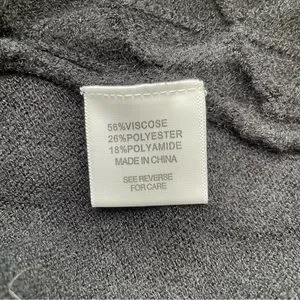 56%VISCOSE
26%POLYESTER
18%POLYAMIDE
MADE IN CHINA
SEE REVERSE
FOR CARE